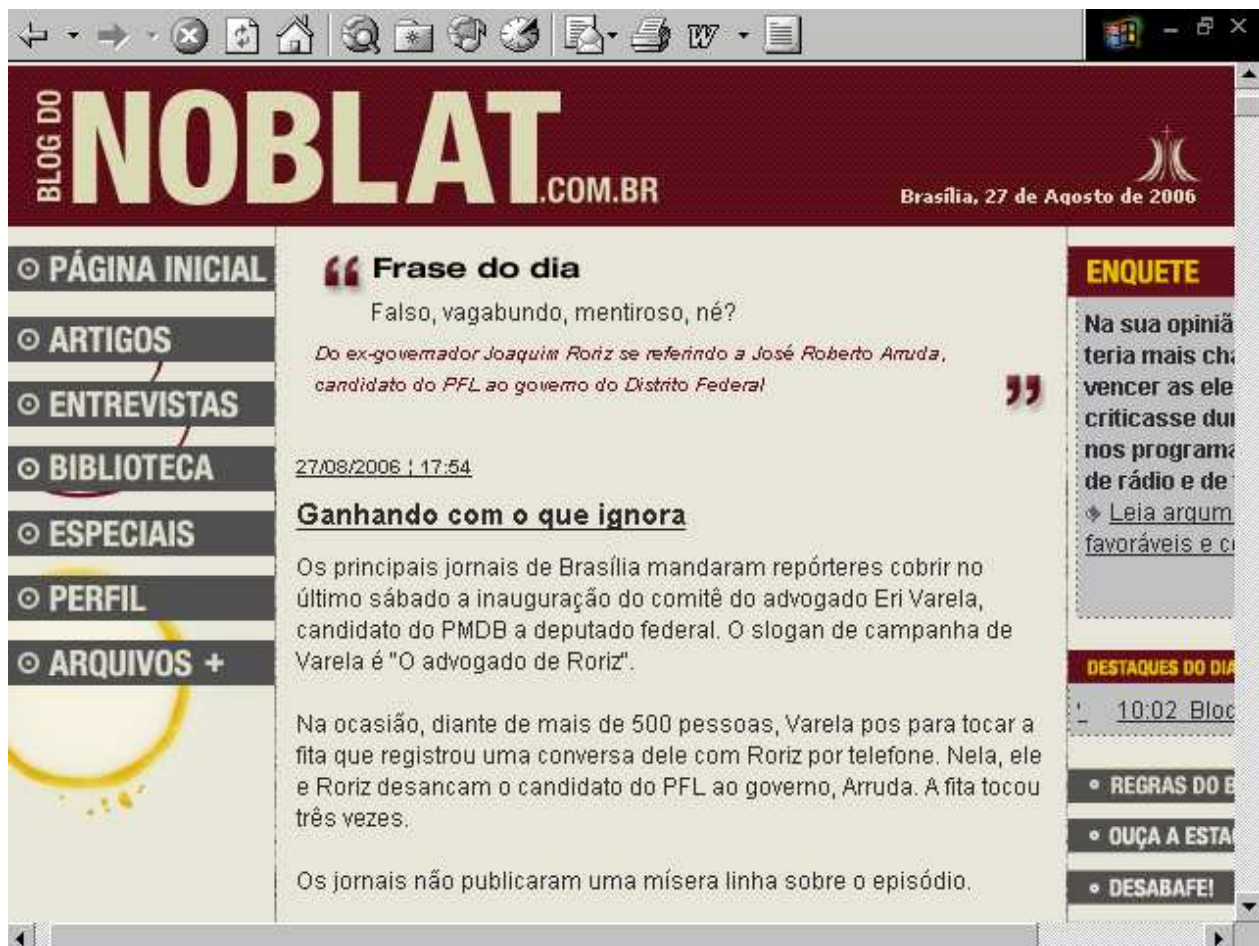 BLOG DO
NOBLAT.COM.BR
Brasília, 27 de Agosto de 2006
PÁGINA INICIAL
ARTIGOS
ENTREVISTAS
BIBLIOTECA
ESPECIAIS
PERFIL
ARQUIVOS +
“ Frase do dia
Falso, vagabundo, mentiroso, né?
Do ex-governador Joaquim Roriz se referindo a José Roberto Arruda,
candidato do PFL ao governo do Distrito Federal ”
27/08/2006 ¦ 17:54
Ganhando com o que ignora
Os principais jornais de Brasília mandaram repórteres cobrir no
último sábado a inauguração do comitê do advogado Eri Varela,
candidato do PMDB a deputado federal. O slogan de campanha de
Varela é "O advogado de Roriz".
Na ocasião, diante de mais de 500 pessoas, Varela pos para tocar a
fita que registrou uma conversa dele com Roriz por telefone. Nela, ele
e Roriz desancam o candidato do PFL ao governo, Arruda. A fita tocou
três vezes.
Os jornais não publicaram uma mísera linha sobre o episódio.
ENQUETE
Na sua opiniã
teria mais cha
vencer as ele
criticasse du
nos programa
de rádio e de
Leia argum
favoráveis e c
DESTAQUES DO DIA
10:02 Bloc
REGRAS DO B
OUÇA A ESTA
DESABAFE!